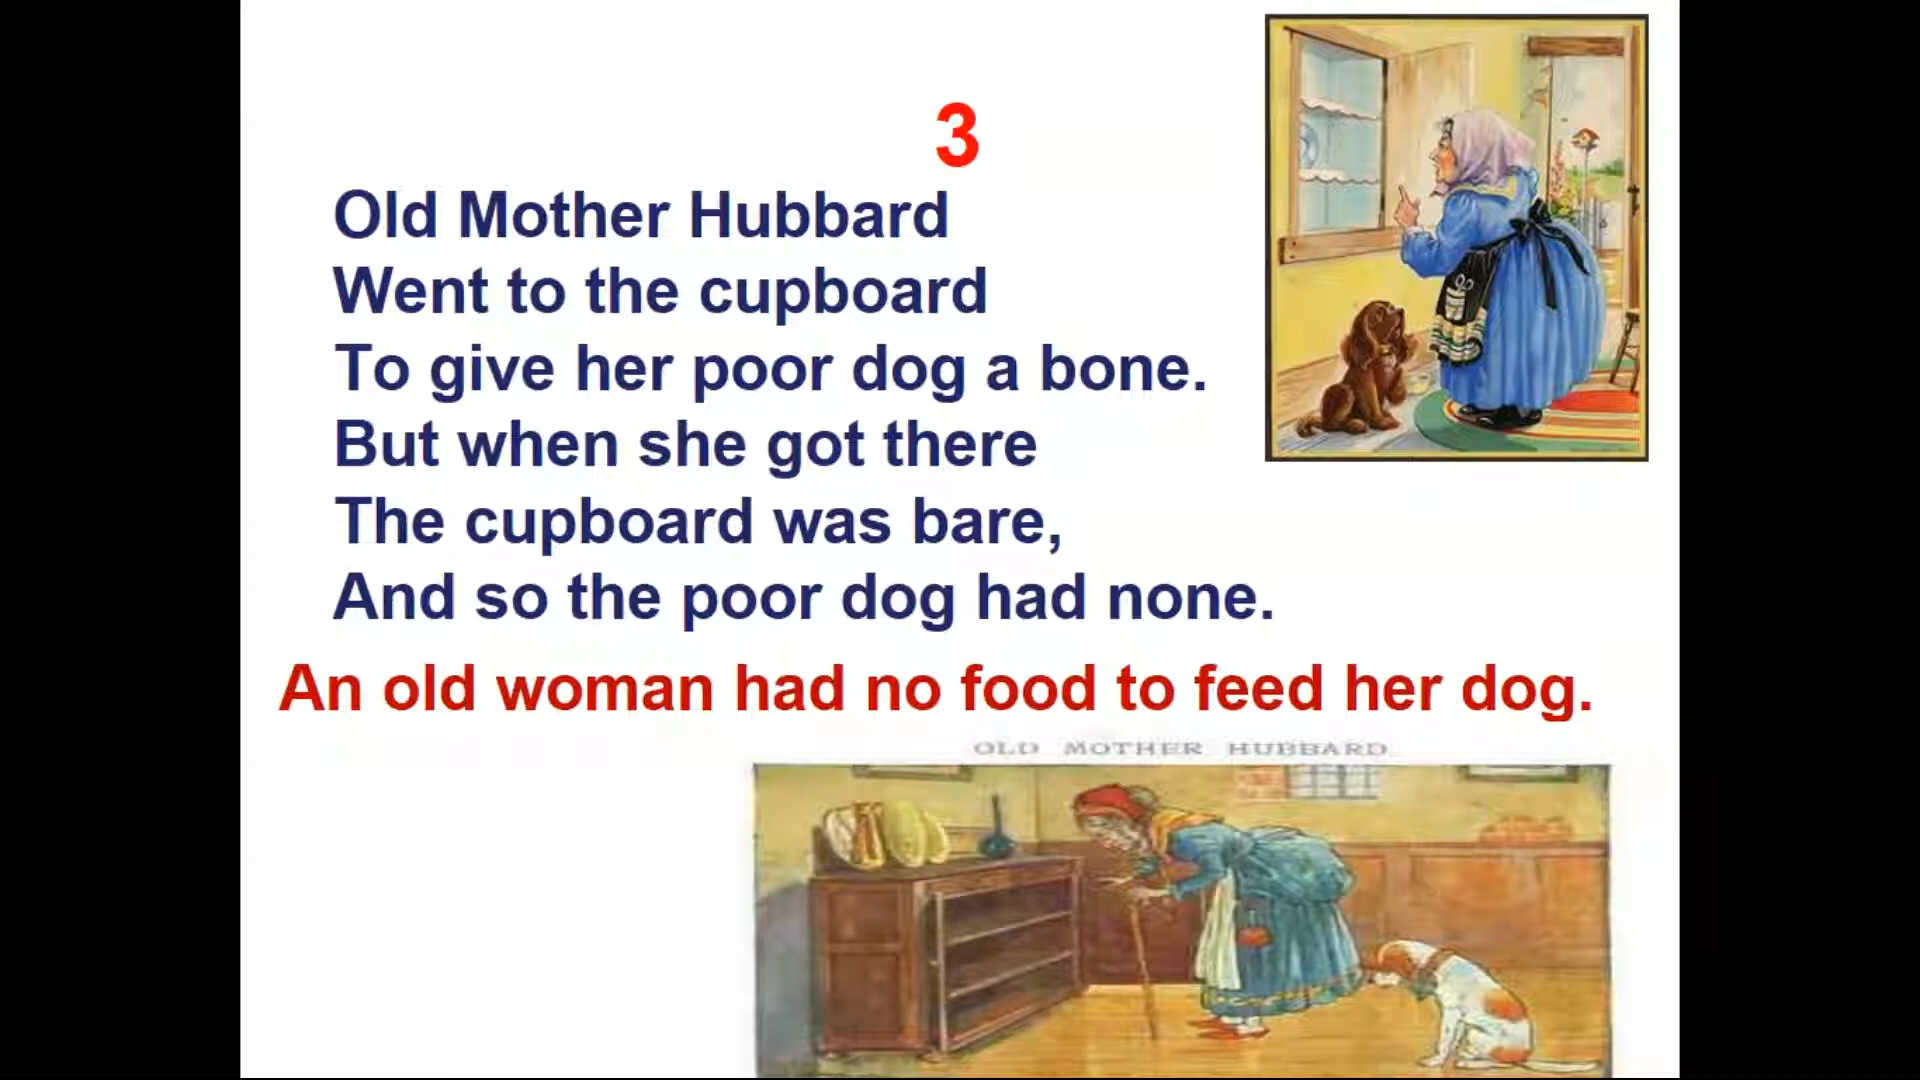 3
Old Mother Hubbard
Went to the cupboard
To give her poor dog a bone.
But when she got there
The cupboard was bare,
And so the poor dog had none.
An old woman had no food to feed her dog.
OLD MOTHER HUBBARD